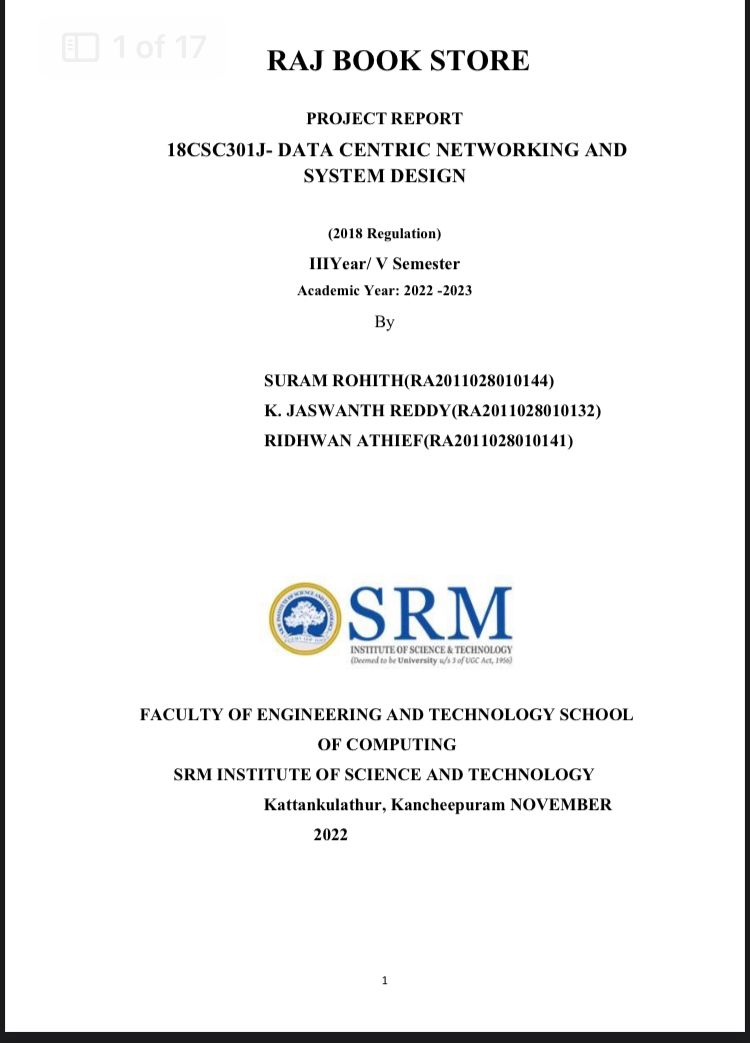 1 of 17
RAJ BOOK STORE
PROJECT REPORT
18CSC301J- DATA CENTRIC NETWORKING AND
SYSTEM DESIGN
(2018 Regulation)
IIIYear/ V Semester
Academic Year: 2022 -2023
By
SURAM ROHITH(RA2011028010144)
K. JASWANTH REDDY(RA2011028010132)
RIDHWAN ATHIEF(RA2011028010141)
SRM
INSTITUTE OF SCIENCE & TECHNOLOGY
(Deemed to be University u/s 3 of UGC Act, 1956)
FACULTY OF ENGINEERING AND TECHNOLOGY SCHOOL
OF COMPUTING
SRM INSTITUTE OF SCIENCE AND TECHNOLOGY
Kattankulathur, Kancheepuram NOVEMBER
2022
1